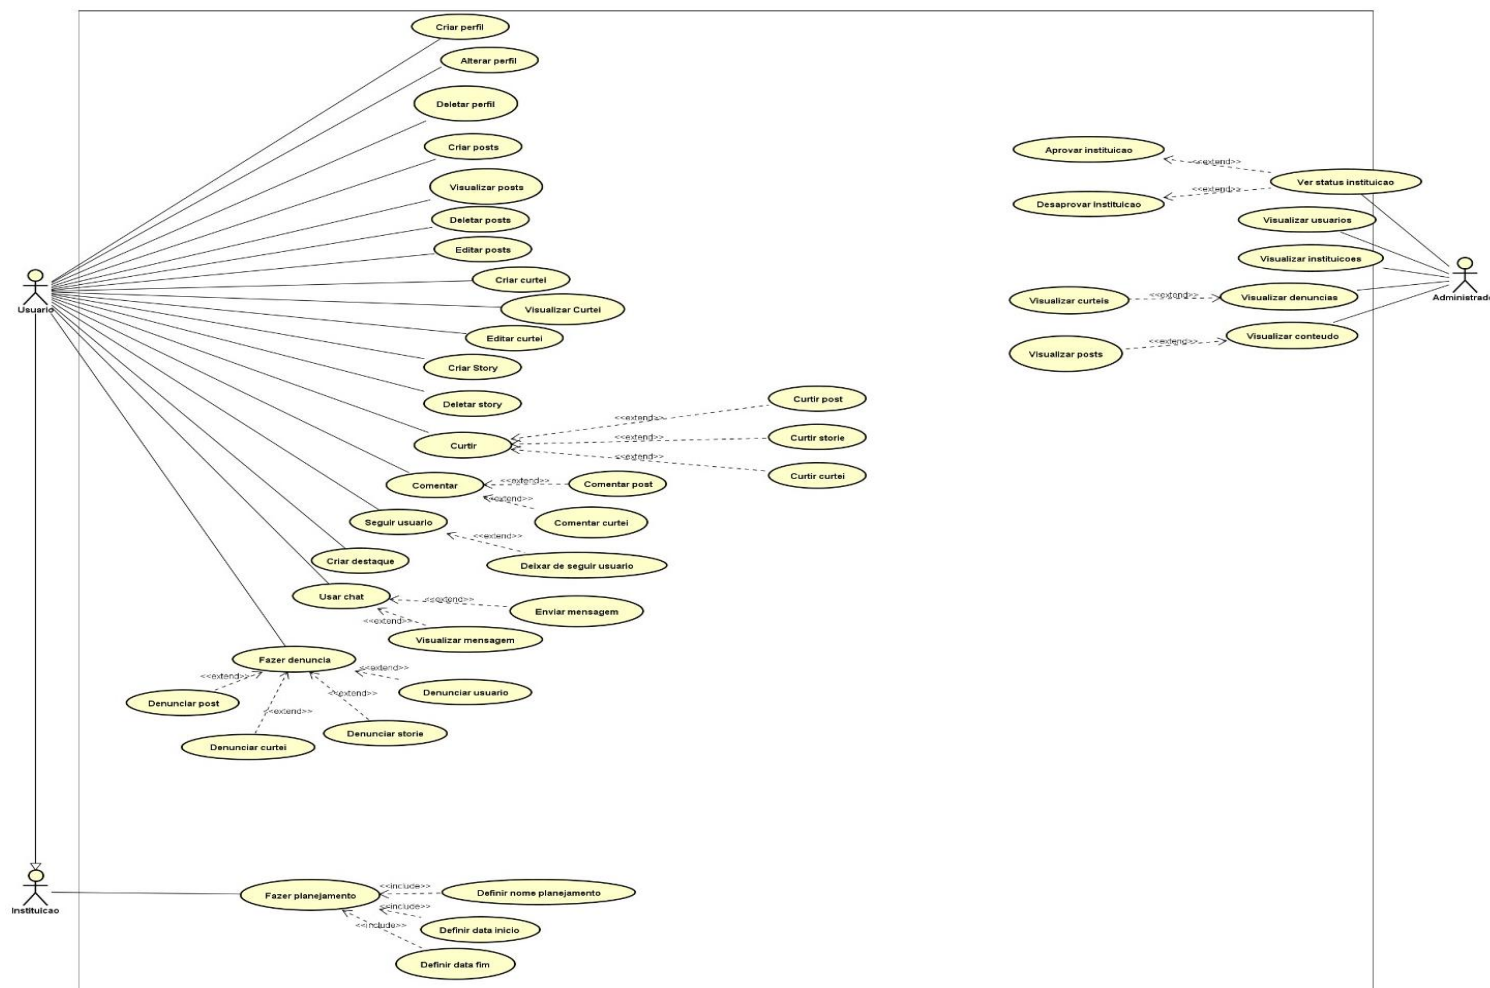 Criar perfil
Alterar perfil
Deletar perfil
Criar posts
Visualizar posts
Deletar posts
Editar posts
Criar curtei
Visualizar Curtei
Editar curtei
Criar Story
Deletar story
Usuario
Curtir
<<extend>>
<<extend>>
<<extend>>
Curtir post
Curtir storie
Curtir curtei
Comentar
<<extend>>
Comentar post
<<extend>>
Comentar curtei
Seguir usuario
<<extend>>
Deixar de seguir usuario
Criar destaque
Usar chat
<<extend>>
Enviar mensagem
<<extend>>
Visualizar mensagem
Fazer denuncia
<<extend>>
<<extend>>
<<extend>>
<<extend>>
Denunciar usuario
Denunciar post
Denunciar storie
Denunciar curtei
Aprovar instituicao
<<extend>>
Ver status instituicao
<<extend>>
Desaprovar instituicao
Visualizar usuarios
Visualizar instituicoes
Visualizar curteis
<<extend>>
Visualizar denuncias
Visualizar posts
<<extend>>
Visualizar conteudo
Administrado
Instituicao
Fazer planejamento
<<include>>
Definir nome planejamento
<<include>>
Definir data inicio
<<include>>
Definir data fim